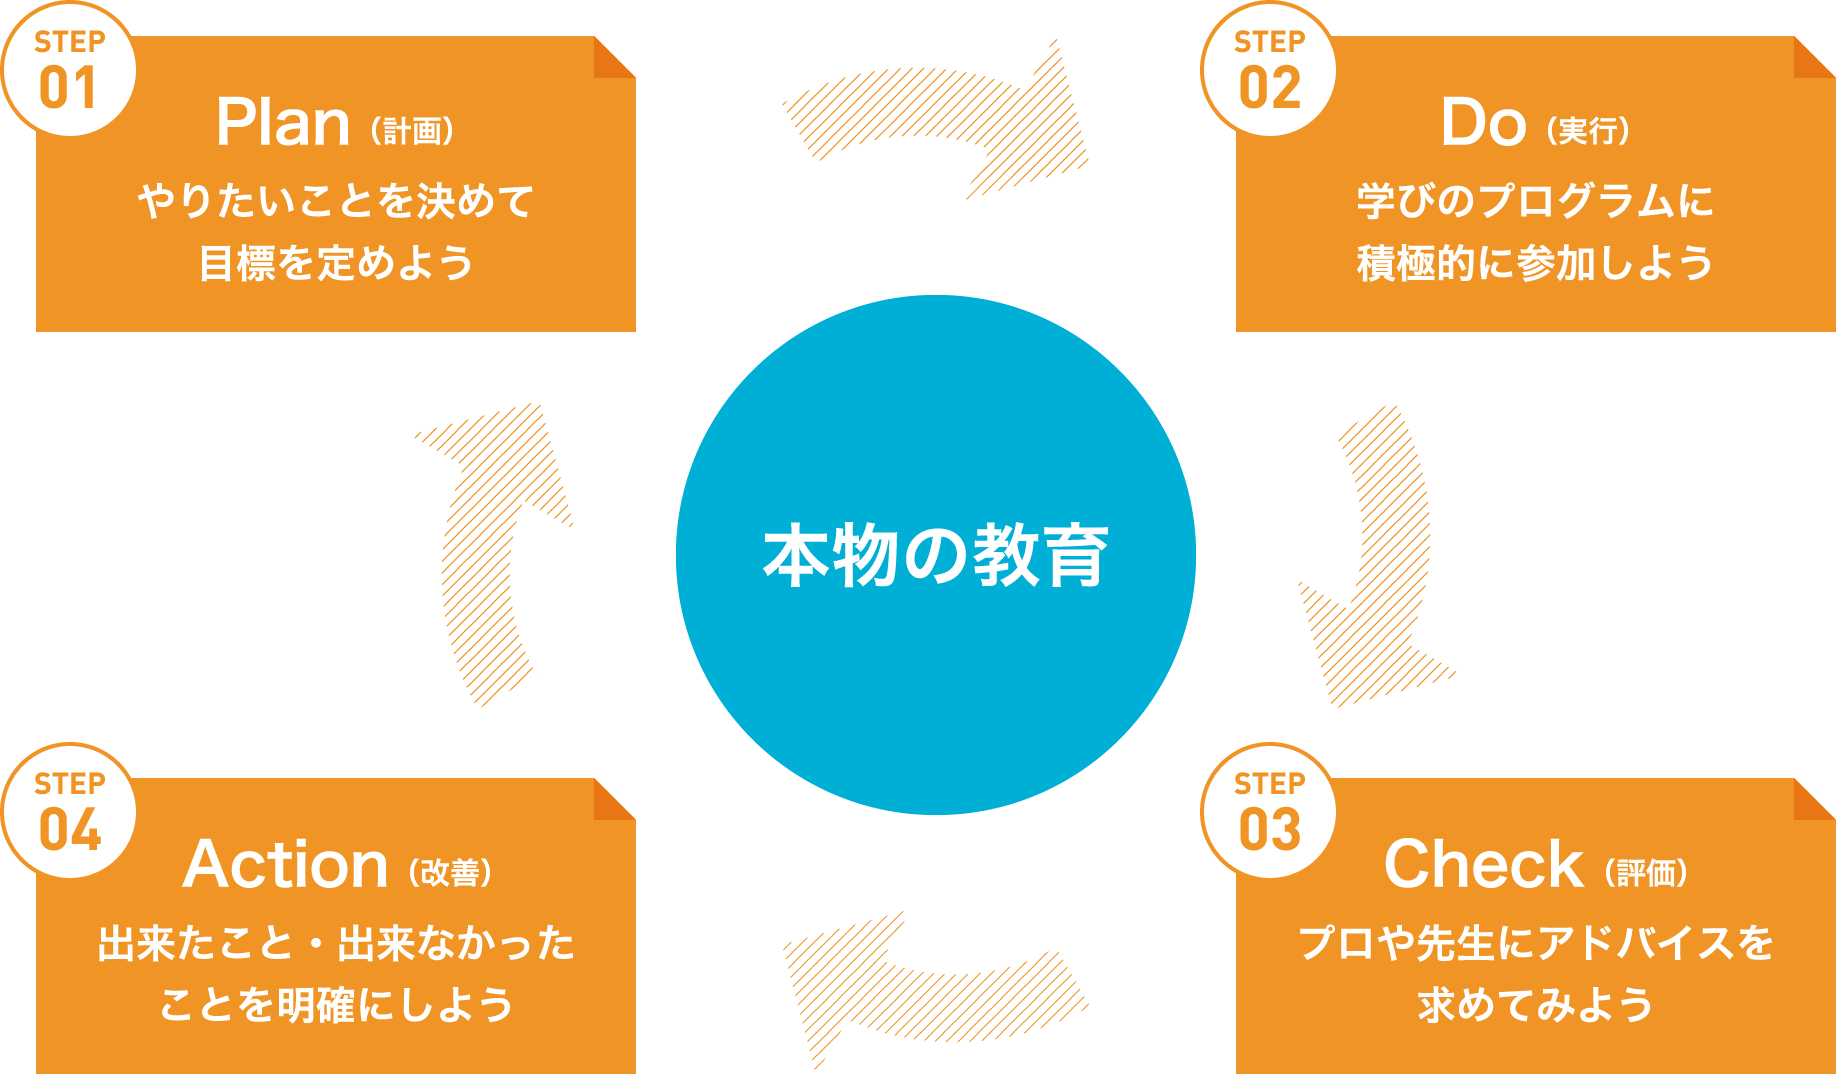 STEP
01
Plan（計画）
やりたいことを決めて
目標を定めよう
STEP
02
Do（実行）
学びのプログラムに
積極的に参加しよう
本物の教育
STEP
03
Check（評価）
プロや先生にアドバイスを
求めてみよう
STEP
04
Action（改善）
出来たこと・出来なかった
ことを明確にしよう